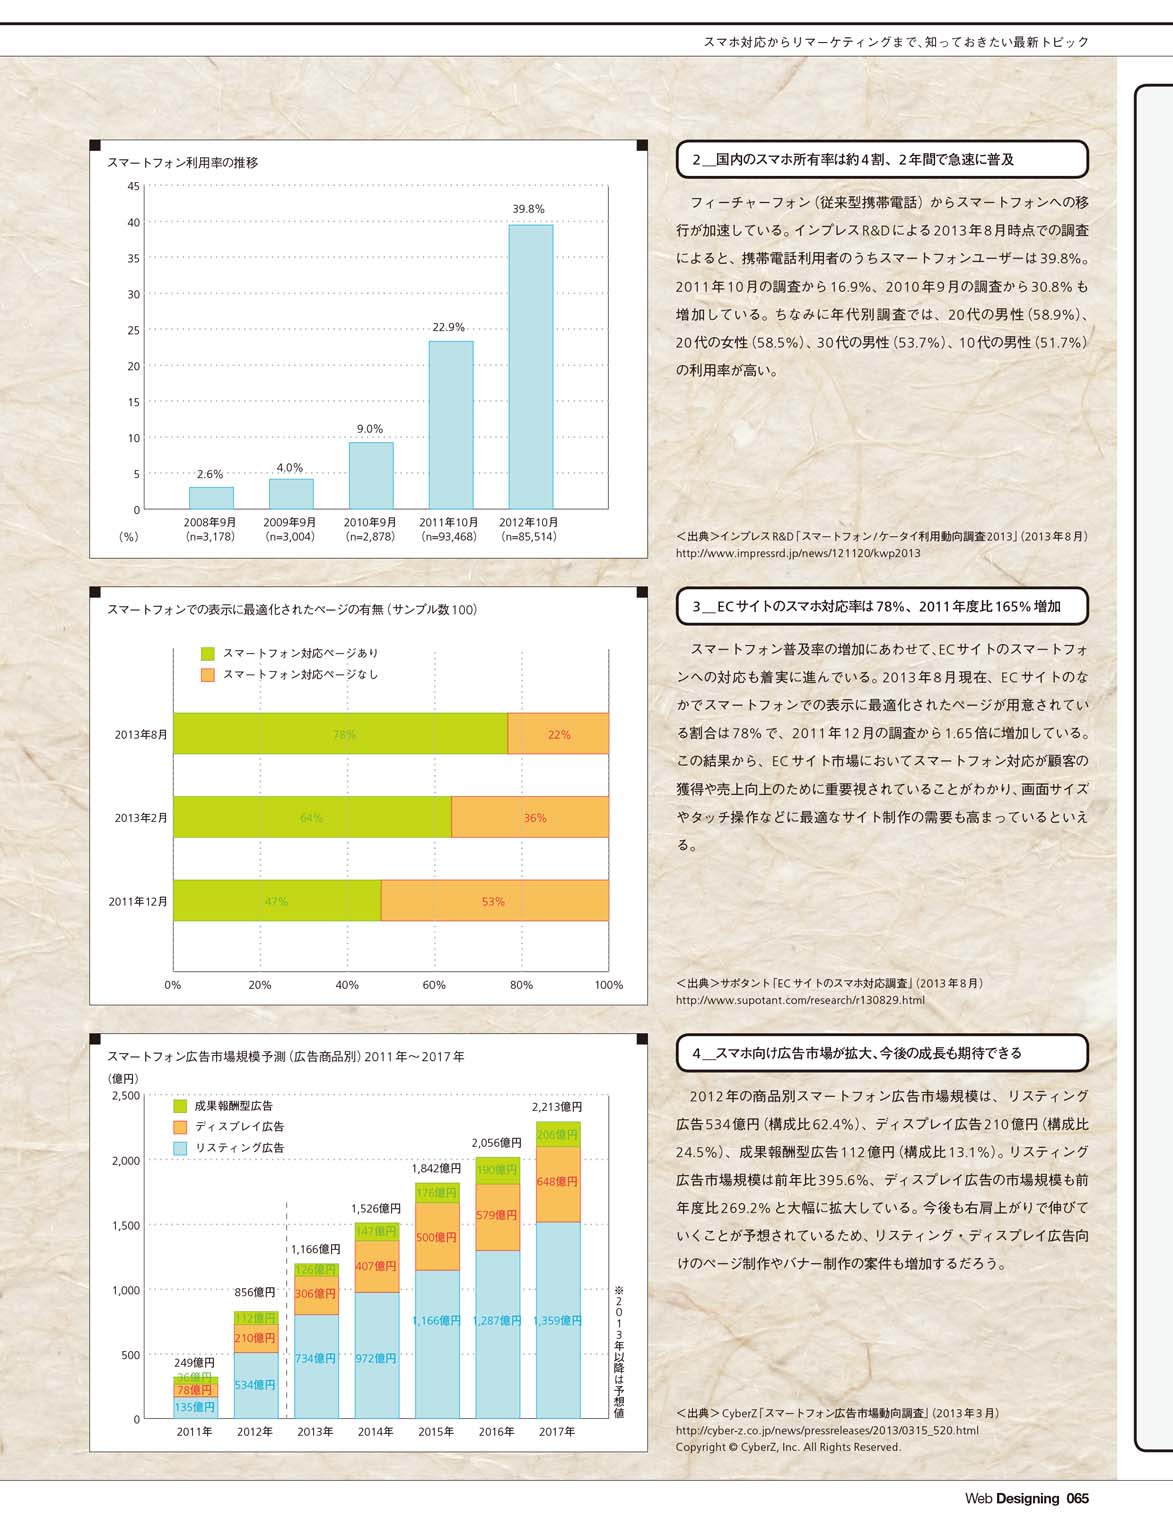 スマホ対応からリマーケティングまで、知っておきたい最新トピック
スマートフォン利用率の推移
45
40
35
30
25
20
15
10
5
0
(%)
2.6%
4.0%
9.0%
22.9%
39.8%
2008年9月
(n=3,178)
2009年9月
(n=3,004)
2010年9月
(n=2,878)
2011年10月
(n=93,468)
2012年10月
(n=85,514)
2__国内のスマホ所有率は約4割、2年間で急速に普及
フィーチャーフォン(従来型携帯電話)からスマートフォンへの移
行が加速している。インプレスR&Dによる2013年8月時点での調査
によると、携帯電話利用者のうちスマートフォンユーザーは39.8%。
2011年10月の調査から16.9%、2010年9月の調査から30.8%も
増加している。ちなみに年代別調査では、20代の男性(58.9%)、
20代の女性(58.5%)、30代の男性(53.7%)、10代の男性(51.7%)
の利用率が高い。
<出典>インプレスR&D「スマートフォン/ケータイ利用動向調査2013」(2013年8月)
http://www.impressrd.jp/news/121120/kwp2013
スマートフォンでの表示に最適化されたページの有無(サンプル数100)
スマートフォン対応ページあり
スマートフォン対応ページなし
2013年8月
78%
22%
2013年2月
64%
36%
2011年12月
47%
53%
0%
20%
40%
60%
80%
100%
3__ECサイトのスマホ対応率は78%、2011年度比165%増加
スマートフォン普及率の増加にあわせて、ECサイトのスマートフォ
ンへの対応も着実に進んでいる。2013年8月現在、ECサイトのな
かでスマートフォンでの表示に最適化されたページが用意されてい
る割合は78%で、2011年12月の調査から1.65倍に増加している。
この結果から、ECサイト市場においてスマートフォン対応が顧客の
獲得や売上向上のために重要視されていることがわかり、画面サイズ
やタッチ操作などに最適なサイト制作の需要も高まっているといえ
る。
<出典>サポタント「ECサイトのスマホ対応調査」(2013年8月)
http://www.supotant.com/research/r130829.html
スマートフォン広告市場規模予測(広告商品別)2011年〜2017年
(億円)
2,500
2,000
1,500
1,000
500
0
成果報酬型広告
ディスプレイ広告
リスティング広告
249億円
36億円
78億円
135億円
856億円
112億円
210億円
534億円
1,166億円
126億円
306億円
734億円
1,526億円
147億円
407億円
972億円
1,842億円
176億円
500億円
1,166億円
2,056億円
190億円
579億円
1,287億円
2,213億円
206億円
648億円
1,359億円
2011年
2012年
2013年
2014年
2015年
2016年
2017年
※2013年以降は予想値
4__スマホ向け広告市場が拡大、今後の成長も期待できる
2012年の商品別スマートフォン広告市場規模は、リスティング
広告534億円(構成比62.4%)、ディスプレイ広告210億円(構成比
24.5%)、成果報酬型広告112億円(構成比13.1%)。リスティング
広告市場規模は前年比395.6%、ディスプレイ広告の市場規模も前
年度比269.2%と大幅に拡大している。今後も右肩上がりで伸びて
いくことが予想されているため、リスティング・ディスプレイ広告向
けのページ制作やバナー制作の案件も増加するだろう。
<出典>CyberZ「スマートフォン広告市場動向調査」(2013年3月)
http://cyber-z.co.jp/news/pressreleases/2013/0315_520.html
Copyright © CyberZ, Inc. All Rights Reserved.
Web Designing 065